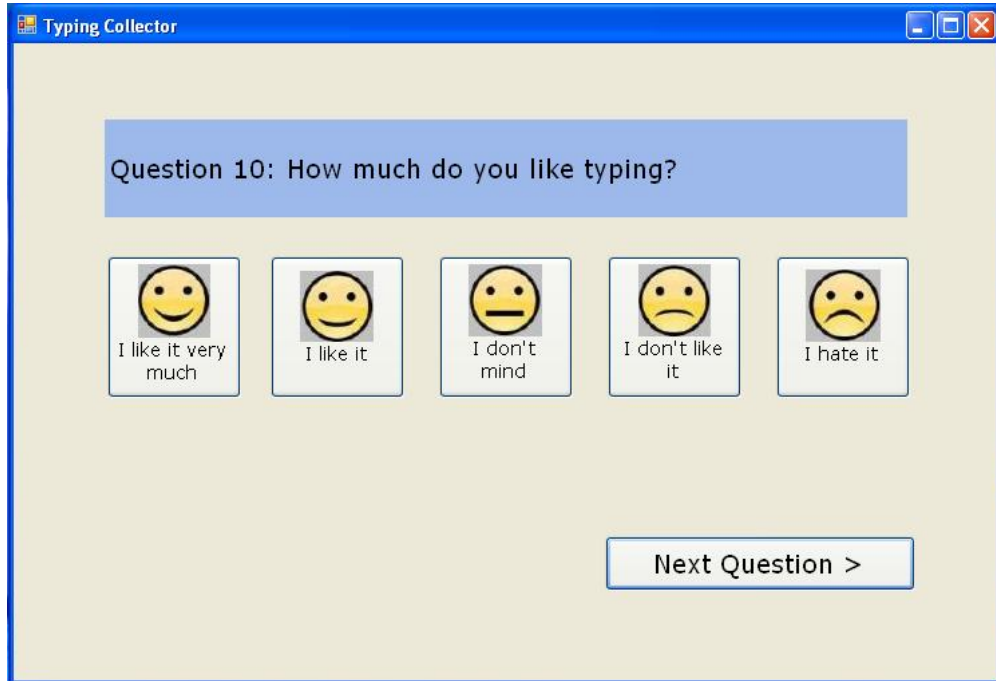 Typing Collector
Question 10: How much do you like typing?
I like it very
much
I like it
I don't
mind
I don't like
it
I hate it
Next Question >